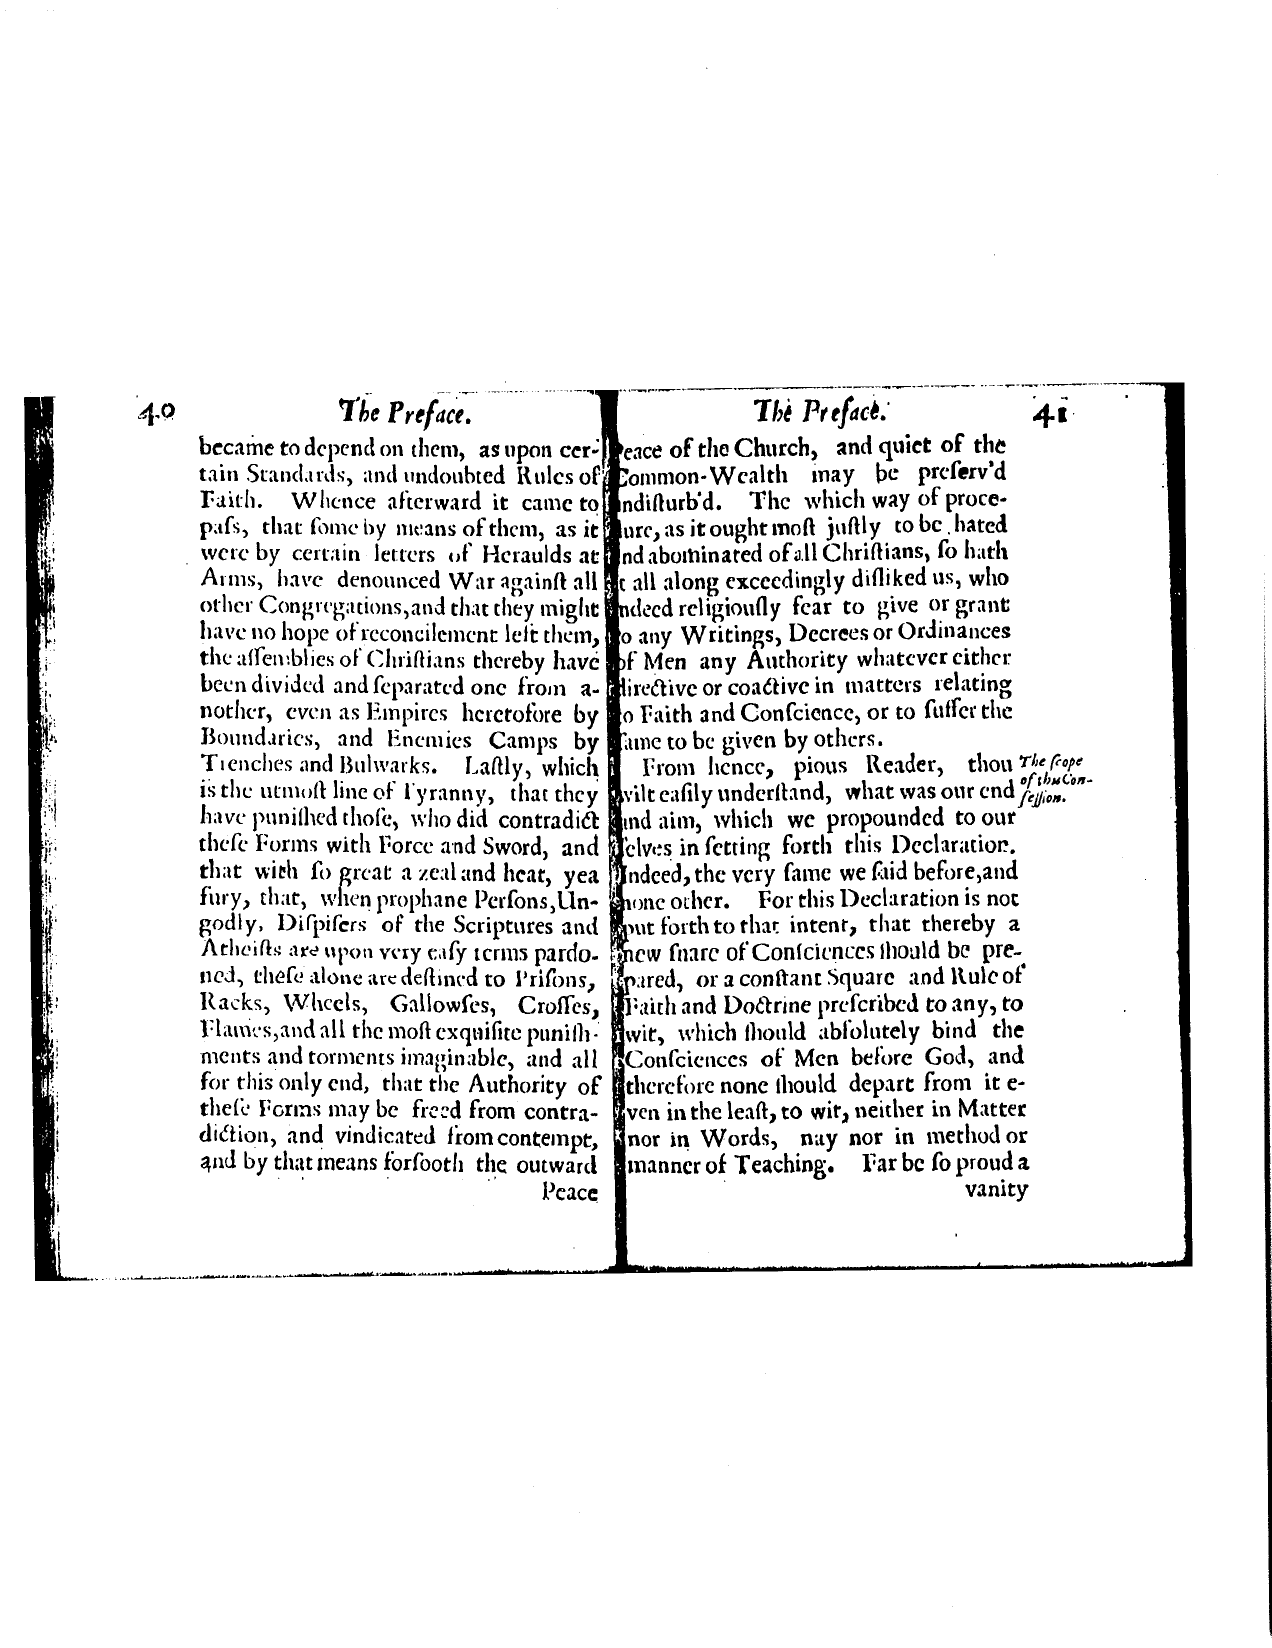 40 The Preface.
became to depend on them, as upon cer-
tain Standards, and undoubted Rules of
Faith. Whence afterward it came to
paſs, that ſome by means of them, as it
were by certain letters of Heraulds at
Arms, have denounced War againſt all
other Congregations, and that they might
have no hope of reconcilement left them,
the aſſemblies of Chriſtians thereby have
been divided and ſeparated one from a-
nother, even as Empires heretofore by
Boundaries, and Enemies Camps by
Trenches and Bulwarks. Laſtly, which
is the utmoſt line of Tyranny, that they
have puniſhed thoſe, who did contradict
theſe Forms with Force and Sword, and
that with ſo great a zeal and heat, yea
fury, that, when prophane Perſons, Un-
godly, Diſpiſers of the Scriptures and
Atheiſts are upon very eaſy terms pardo-
ned, theſe alone are deſtined to Priſons,
Racks, Wheels, Gallowſes, Croſſes,
Flames, and all the moſt exquiſite puniſh-
ments and torments imaginable, and all
for this only end, that the Authority of
theſe Forms may be freed from contra-
diction, and vindicated from contempt,
and by that means forſooth the outward
Peace
The Preface. 41
Peace of the Church, and quiet of the
Common-Wealth may be preſerv'd
undiſturb'd. The which way of proce-
dure, as it ought moſt juſtly to be hated
and abominated of all Chriſtians, ſo hath
it all along exceedingly diſliked us, who
indeed religiouſly fear to give or grant
to any Writings, Decrees or Ordinances
of Men any Authority whatever either
directive or coactive in matters relating
to Faith and Conſcience, or to ſuffer the
ſame to be given by others.
From hence, pious Reader, thou
wilt eaſily underſtand, what was our end
and aim, which we propounded to our
ſelves in ſetting forth this Declaration.
Indeed, the very ſame we ſaid before, and
none other. For this Declaration is not
put forth to that intent, that thereby a
new ſnare of Conſciences ſhould be pre-
pared, or a conſtant Square and Rule of
Faith and Doctrine preſcribed to any, to
wit, which ſhould abſolutely bind the
Conſciences of Men before God, and
therefore none ſhould depart from it e-
ven in the leaſt, to wit, neither in Matter
nor in Words, nay nor in method or
manner of Teaching. Far be ſo proud a
vanity
The ſcope
of this Con-
feſſion.